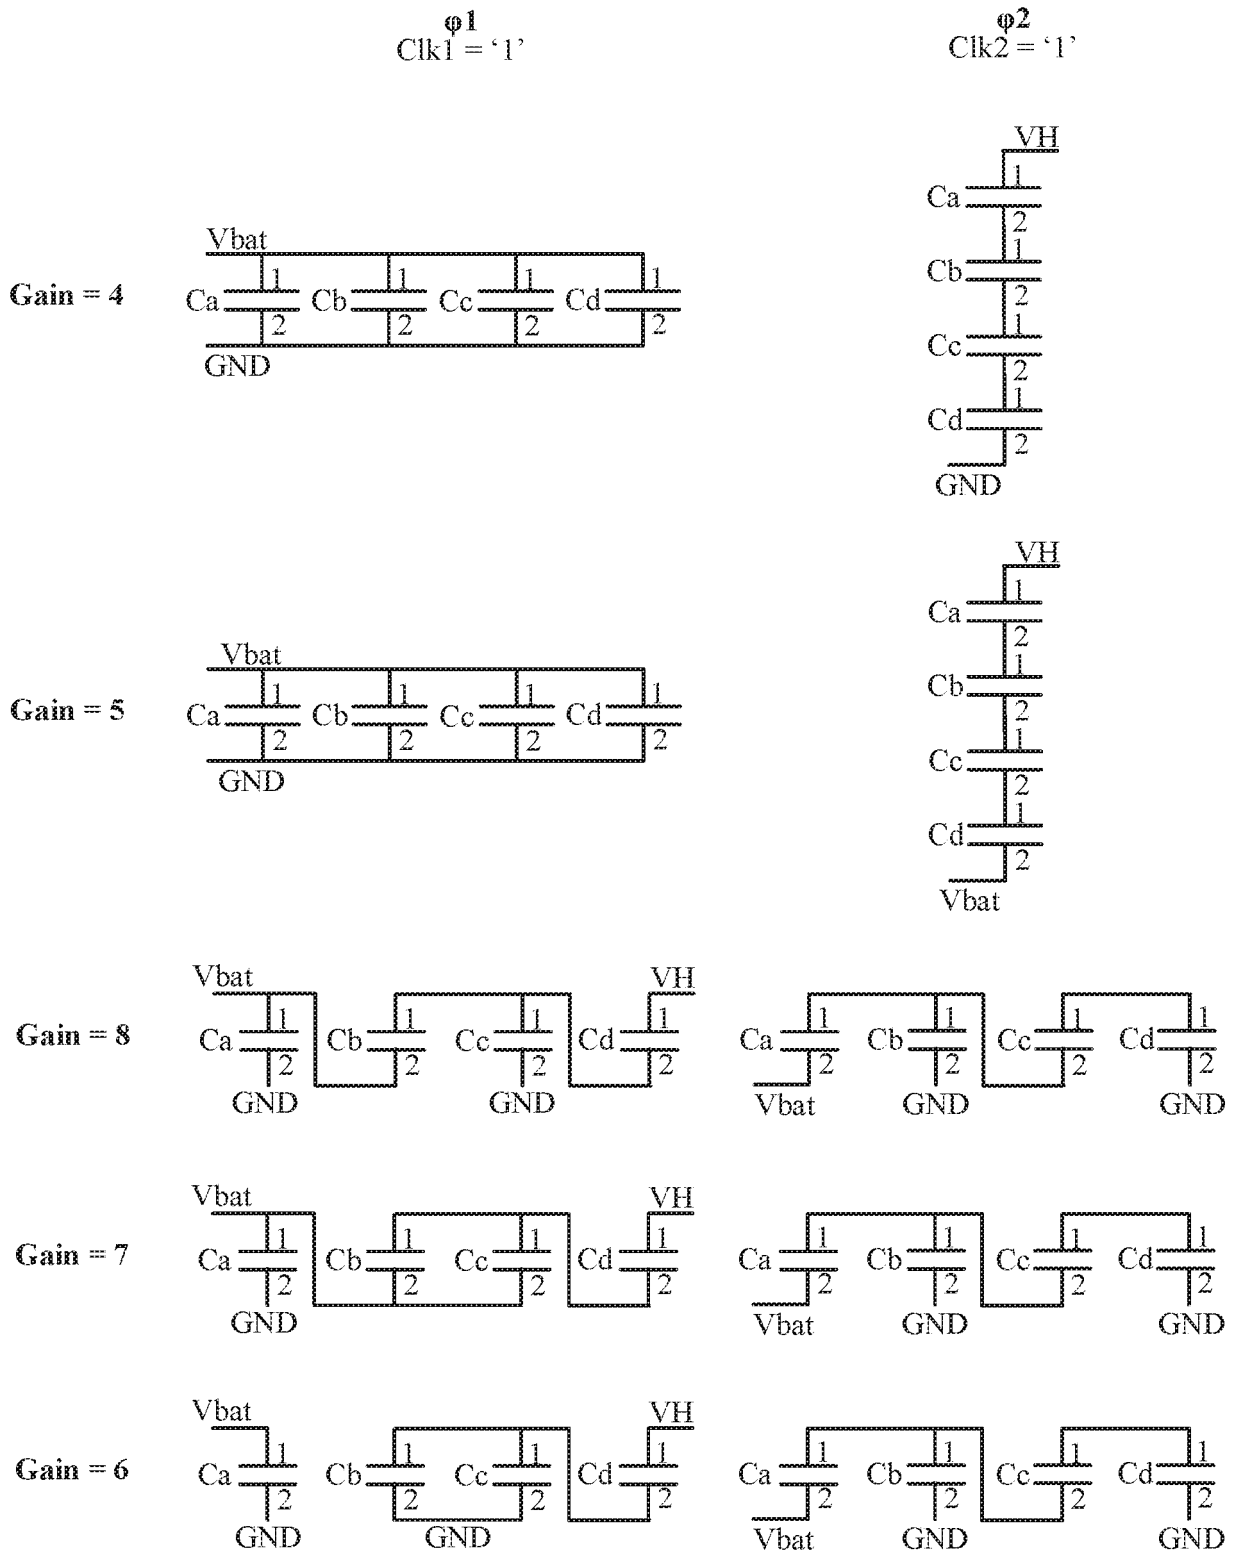 φ1
Clk1 = ‘1’
φ2
Clk2 = ‘1’
Gain = 4
Vbat
Ca 1 2 Cb 1 2 Cc 1 2 Cd 1 2
GND
VH
Ca 1 2
Cb 1 2
Cc 1 2
Cd 1 2
GND
Gain = 5
Vbat
Ca 1 2 Cb 1 2 Cc 1 2 Cd 1 2
GND
VH
Ca 1 2
Cb 1 2
Cc 1 2
Cd 1 2
Vbat
Gain = 8
Vbat VH
Ca 1 2 Cb 1 2 Cc 1 2 Cd 1 2
GND GND
Ca 1 2 Cb 1 2 Cc 1 2 Cd 1 2
Vbat GND GND
Gain = 7
Vbat VH
Ca 1 2 Cb 1 2 Cc 1 2 Cd 1 2
GND
Ca 1 2 Cb 1 2 Cc 1 2 Cd 1 2
Vbat GND GND
Gain = 6
Vbat VH
Ca 1 2 Cb 1 2 Cc 1 2 Cd 1 2
GND GND
Ca 1 2 Cb 1 2 Cc 1 2 Cd 1 2
Vbat GND GND